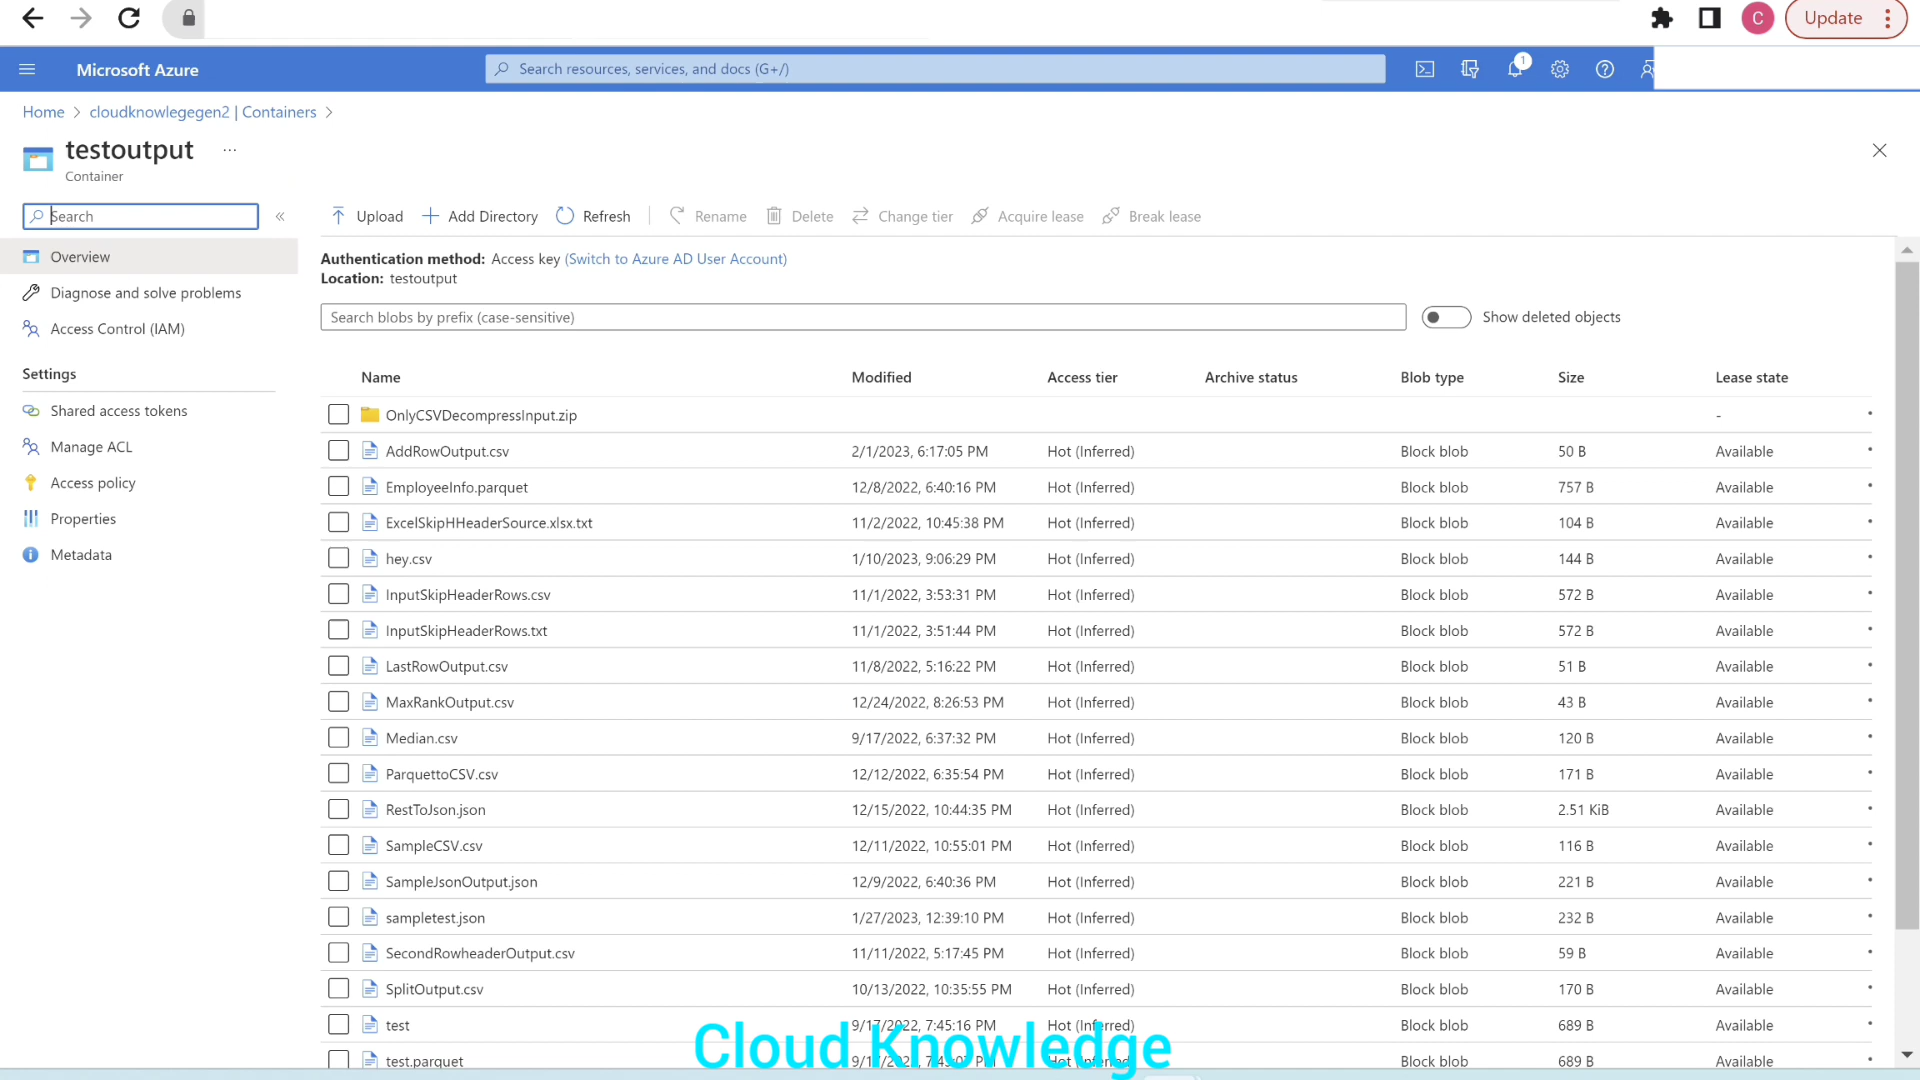 C
Update
Microsoft Azure
Search resources, services, and docs (G+/)
1
Home > cloudknowlegegen2 | Containers >
testoutput ...
Container
Search «
Upload Add Directory Refresh Rename Delete Change tier Acquire lease Break lease
Overview
Diagnose and solve problems
Access Control (IAM)
Settings
Shared access tokens
Manage ACL
Access policy
Properties
Metadata
Authentication method: Access key (Switch to Azure AD User Account)
Location: testoutput
Search blobs by prefix (case-sensitive) Show deleted objects
Name Modified Access tier Archive status Blob type Size Lease state
OnlyCSVDecompressInput.zip -
AddRowOutput.csv 2/1/2023, 6:17:05 PM Hot (Inferred) Block blob 50 B Available
EmployeeInfo.parquet 12/8/2022, 6:40:16 PM Hot (Inferred) Block blob 757 B Available
ExcelSkipHHeaderSource.xlsx.txt 11/2/2022, 10:45:38 PM Hot (Inferred) Block blob 104 B Available
hey.csv 1/10/2023, 9:06:29 PM Hot (Inferred) Block blob 144 B Available
InputSkipHeaderRows.csv 11/1/2022, 3:53:31 PM Hot (Inferred) Block blob 572 B Available
InputSkipHeaderRows.txt 11/1/2022, 3:51:44 PM Hot (Inferred) Block blob 572 B Available
LastRowOutput.csv 11/8/2022, 5:16:22 PM Hot (Inferred) Block blob 51 B Available
MaxRankOutput.csv 12/24/2022, 8:26:53 PM Hot (Inferred) Block blob 43 B Available
Median.csv 9/17/2022, 6:37:32 PM Hot (Inferred) Block blob 120 B Available
ParquettoCSV.csv 12/12/2022, 6:35:54 PM Hot (Inferred) Block blob 171 B Available
RestToJson.json 12/15/2022, 10:44:35 PM Hot (Inferred) Block blob 2.51 KiB Available
SampleCSV.csv 12/11/2022, 10:55:01 PM Hot (Inferred) Block blob 116 B Available
SampleJsonOutput.json 12/9/2022, 6:40:36 PM Hot (Inferred) Block blob 221 B Available
sampletest.json 1/27/2023, 12:39:10 PM Hot (Inferred) Block blob 232 B Available
SecondRowheaderOutput.csv 11/11/2022, 5:17:45 PM Hot (Inferred) Block blob 59 B Available
SplitOutput.csv 10/13/2022, 10:35:55 PM Hot (Inferred) Block blob 170 B Available
test 9/17/2022, 7:45:16 PM Hot (Inferred) Block blob 689 B Available
test.parquet PM Hot Block blob 689 B Available
Cloud Knowledge